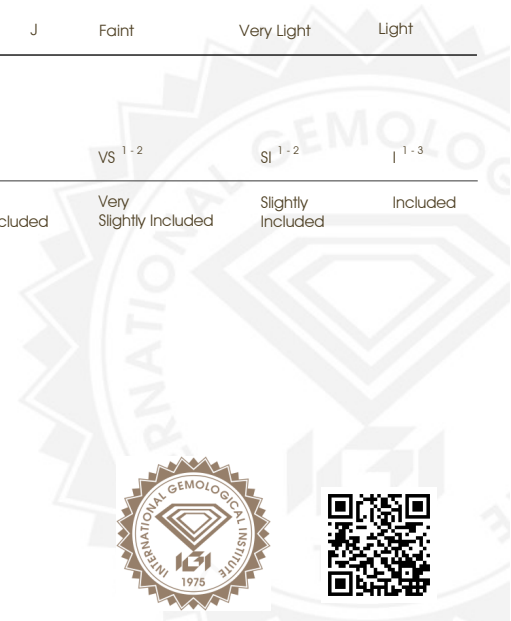 J Faint Very Light Light
VS 1 - 2 SI 1 - 2 I 1 - 3
Very Slightly Included
cluded Slightly Included Included
INTERNATIONAL GEMOLOGICAL INSTITUTE
IGI
1975